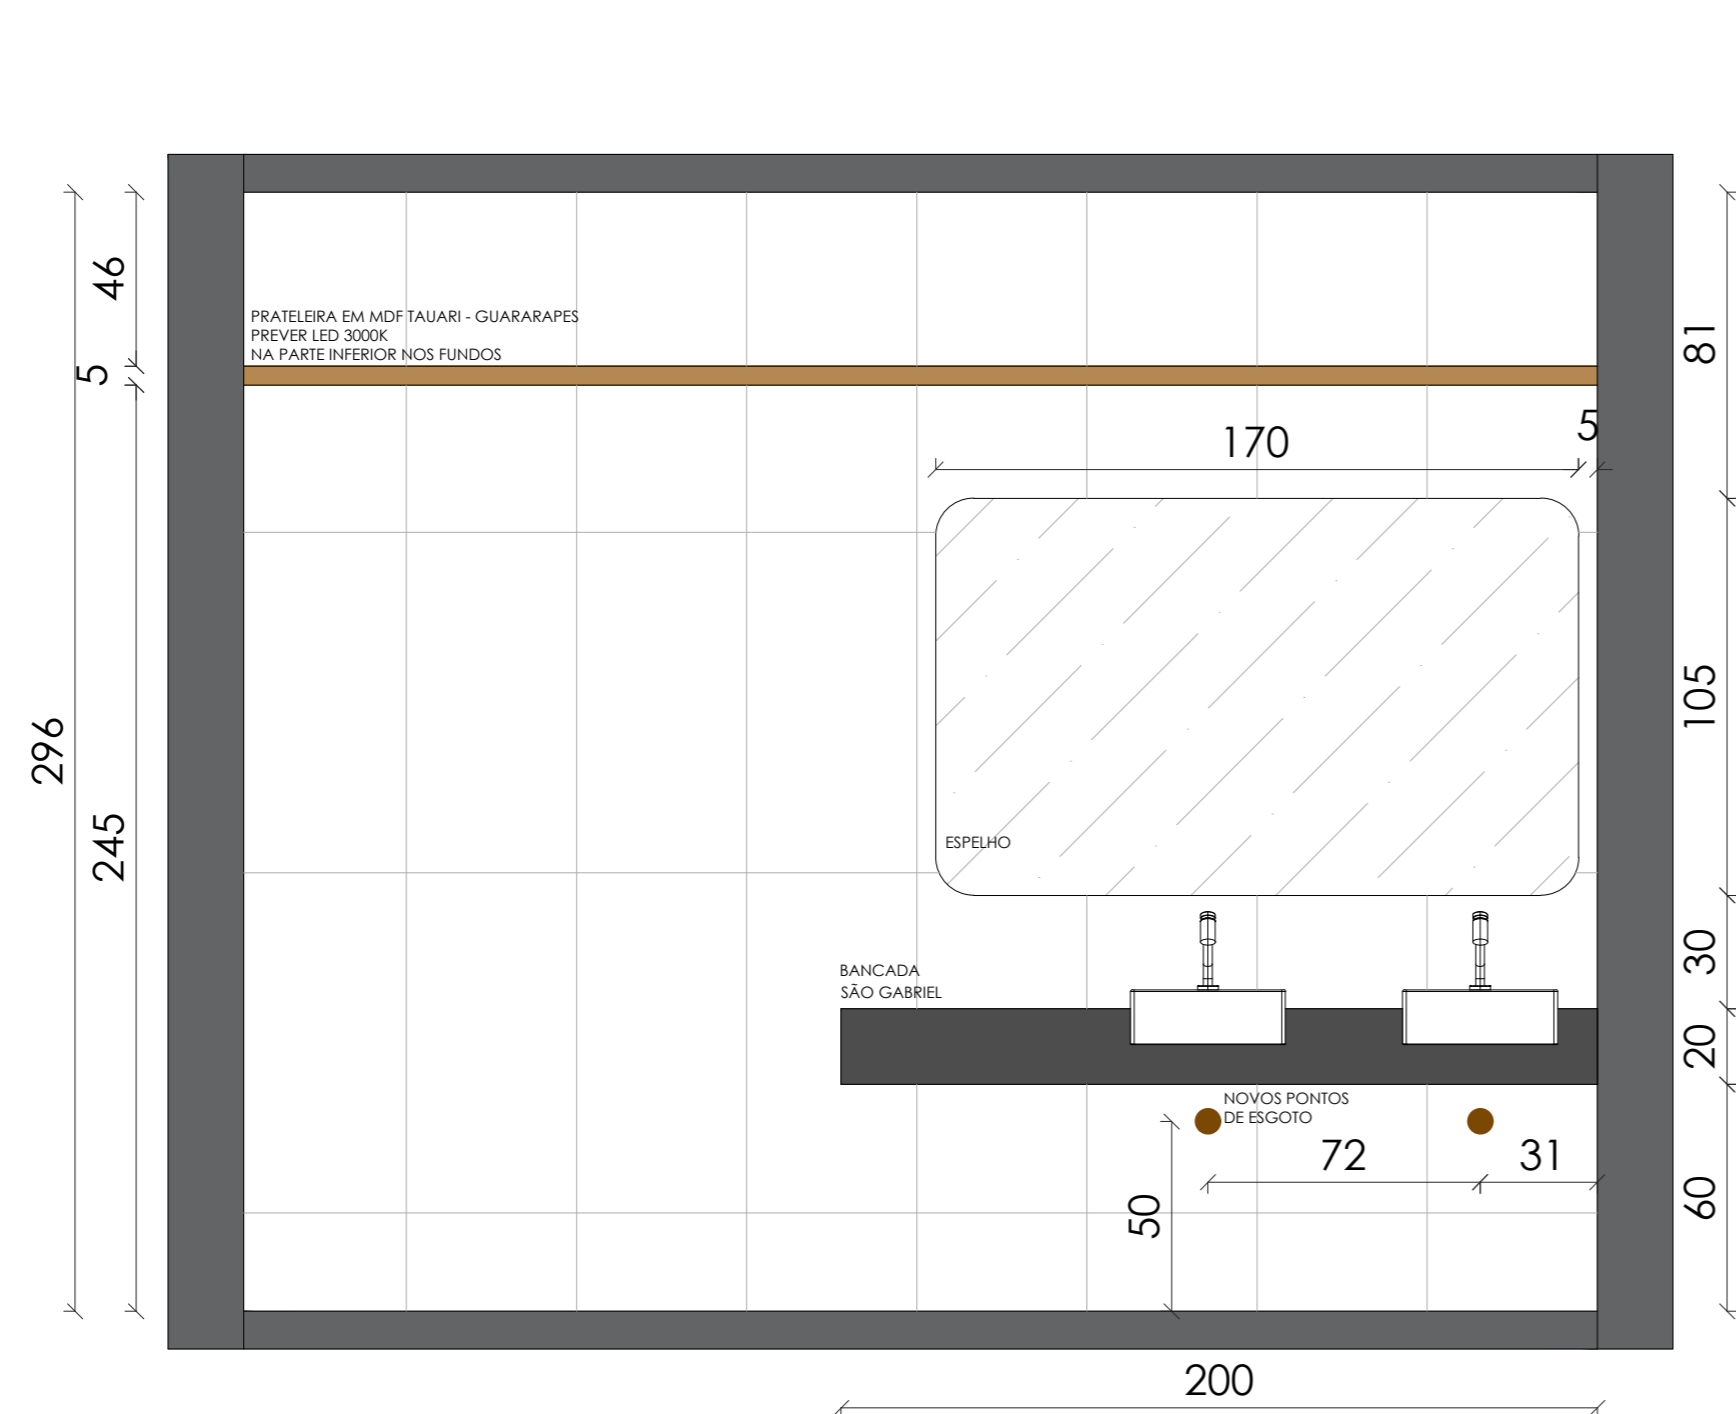 46
PRATELEIRA EM MDF TAUARI - GUARARAPES
PREVER LED 3000K
NA PARTE INFERIOR NOS FUNDOS
5
81
170
5
296
245
105
ESPELHO
30
BANCADA
SÃO GABRIEL
20
NOVOS PONTOS
DE ESGOTO
72
31
50
60
200